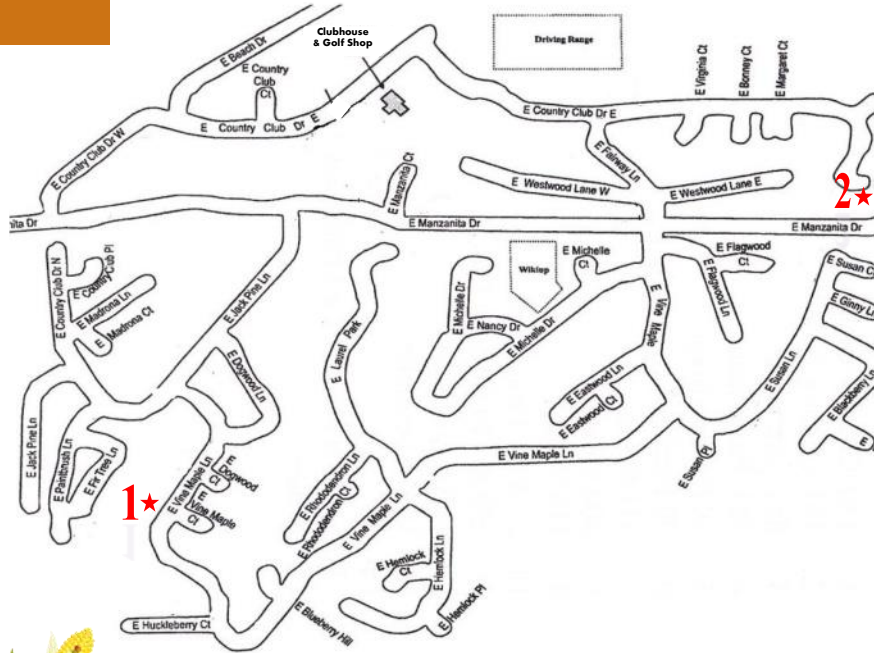 Clubhouse
& Golf Shop
Driving Range
E Beach Dr
E Country
Club
Ct
E Country Club Dr E
E Country Club Dr W
E Country Club Dr E
E Virginia Ct
E Bonney Ct
E Margaret Ct
E Fairway Ln
E Manzanita Ct
E Westwood Lane W
E Westwood Lane E
2
nita Dr
E Manzanita Dr
E Manzanita Dr
E Country Club Dr N
E Country Club Pl
E Madrona Ln
E Madrona Ct
E Jack Pine Ln
E Dogwood Ln
E Laurel Park
E Michelle Dr
Wiklup
E Michelle
Ct
E Nancy Dr
E Michelle Dr
E Vine Maple
E Flagwood
Ct
E Flagwood Ln
E Susan C
E Ginny L
E Susan Ln
E Blackberry Ln
E
E Eastwood Ln
E Eastwood Ct
E Susan Pl
E Vine Maple Ln
E Jack Pine Ln
E Paintbrush Ln
E Fir Tree Ln
1
E Vine Maple Ln
E
Dogwood
Ct
E
Vine Maple
Ct
E Rhododendron Ln
E Rhododendron Ct
E Vine Maple Ln
E Hemlock
Ct
E Hemlock Ln
E Hemlock Pl
E Blueberry Hill
E Huckleberry Ct